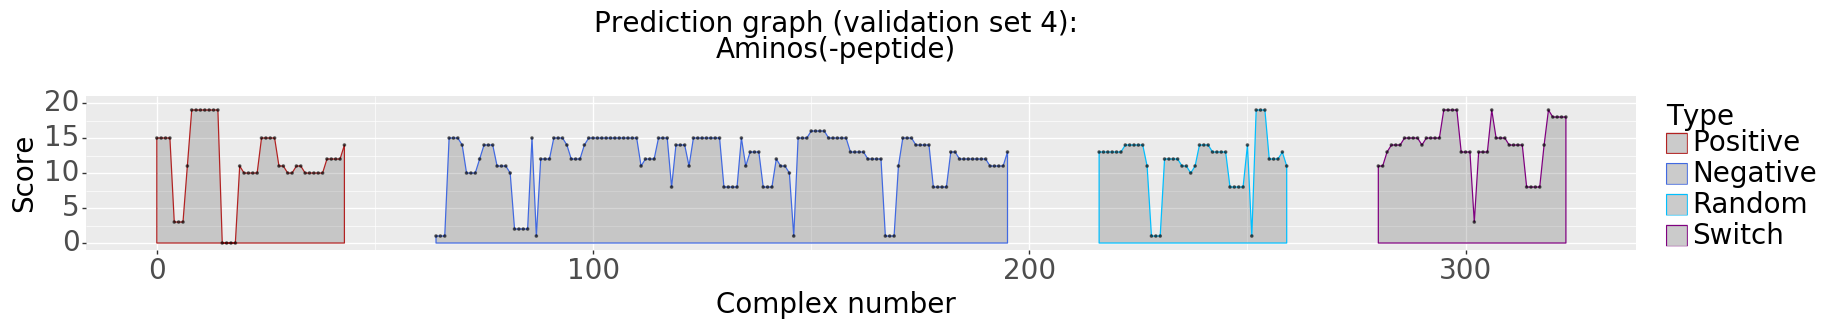 Prediction graph (validation set 4):
Aminos(-peptide)
Score
20
15
10
5
0
0 100 200 300
Complex number
Type
Positive
Negative
Random
Switch